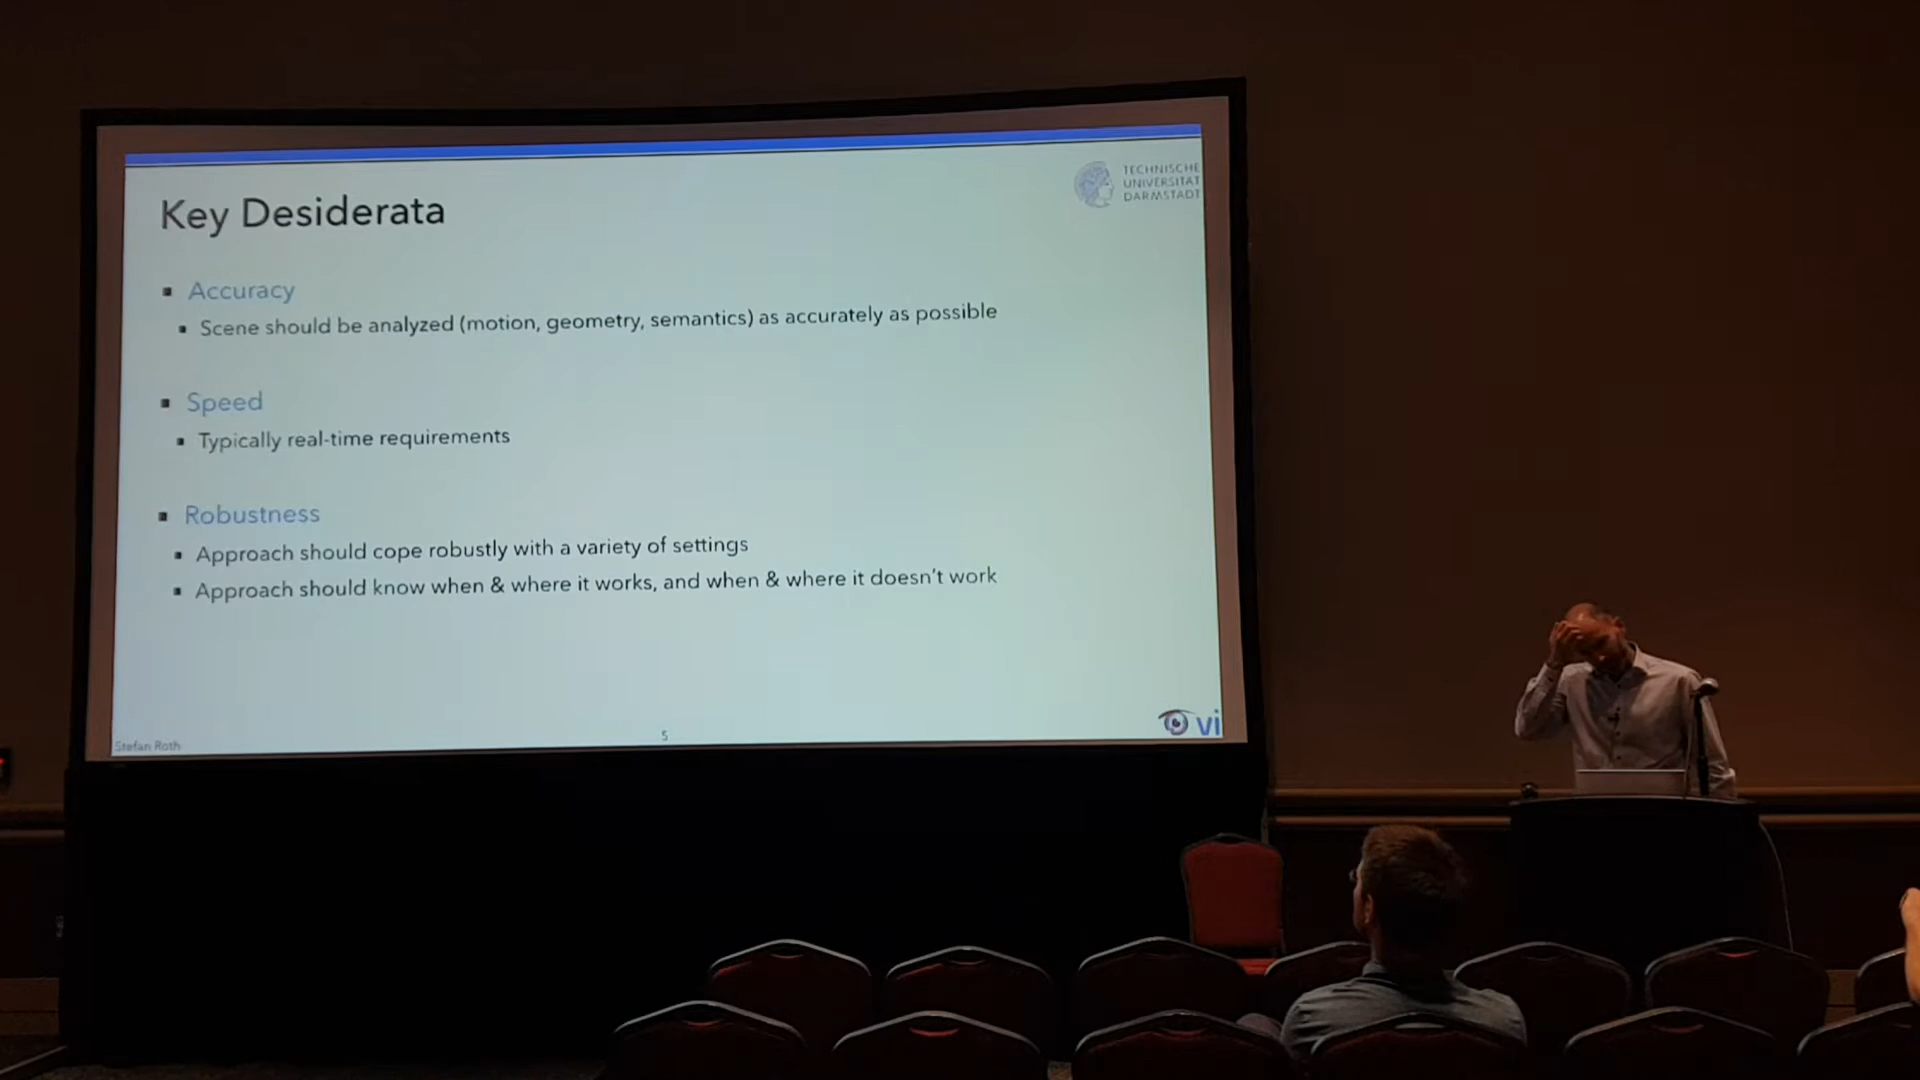 TECHNISCHE
UNIVERSITÄT
DARMSTADT
Key Desiderata
Accuracy
Scene should be analyzed (motion, geometry, semantics) as accurately as possible
Speed
Typically real-time requirements
Robustness
Approach should cope robustly with a variety of settings
Approach should know when & where it works, and when & where it doesn't work
Stefan Roth
5
vi